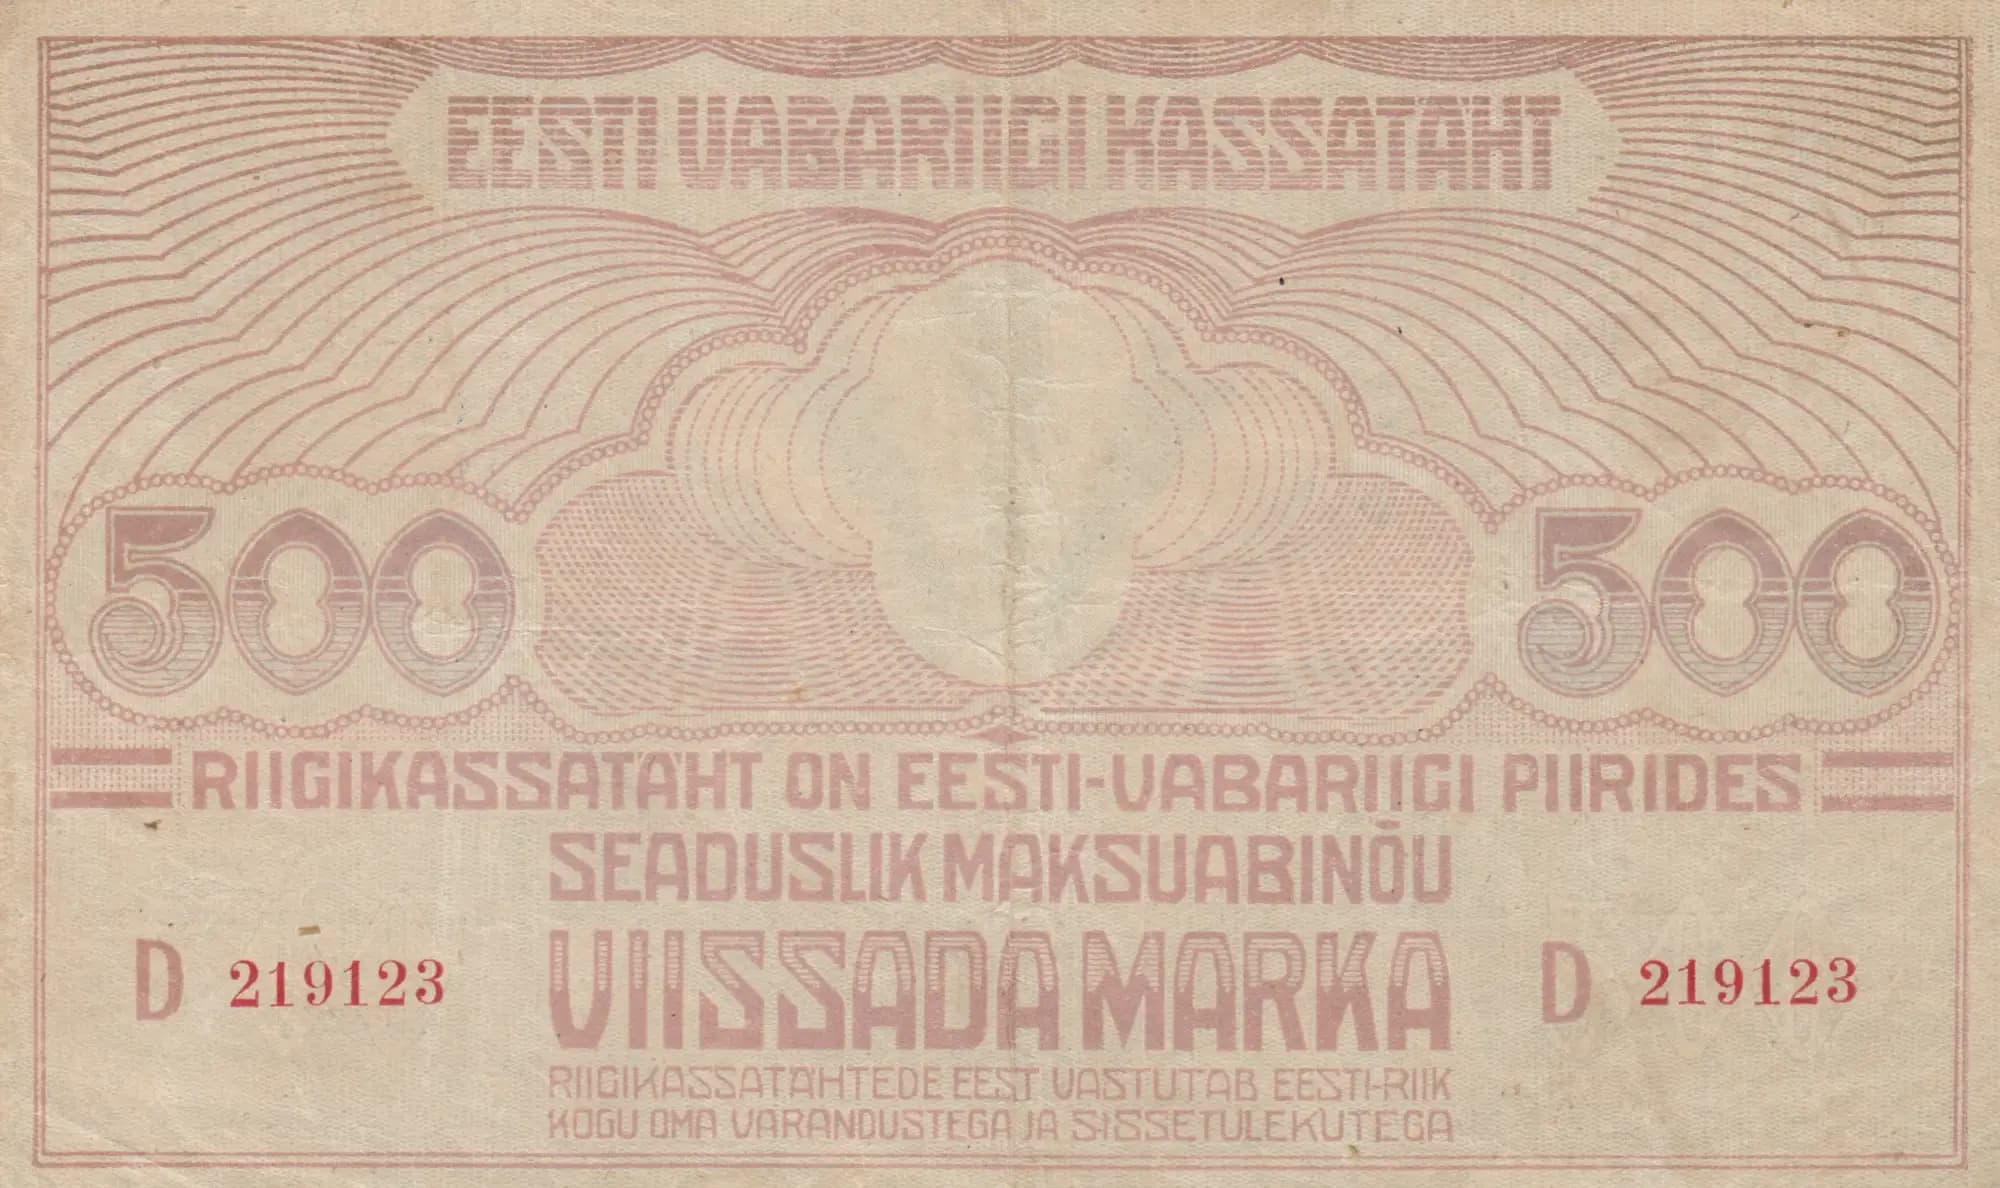 EESTI VABARIIGI KASSATÄHT
500 500
RIIGIKASSATÄHT ON EESTI-VABARIIGI PIIRIDES
SEADUSLIK MAKSUABINÕU
D 219123 VIISSADA MARKA D 219123
RIIGIKASSATÄHTEDE EEST VASTUTAB EESTI-RIIK
KOGU OMA VARANDUSTEGA JA SISSETULEKUTEGA